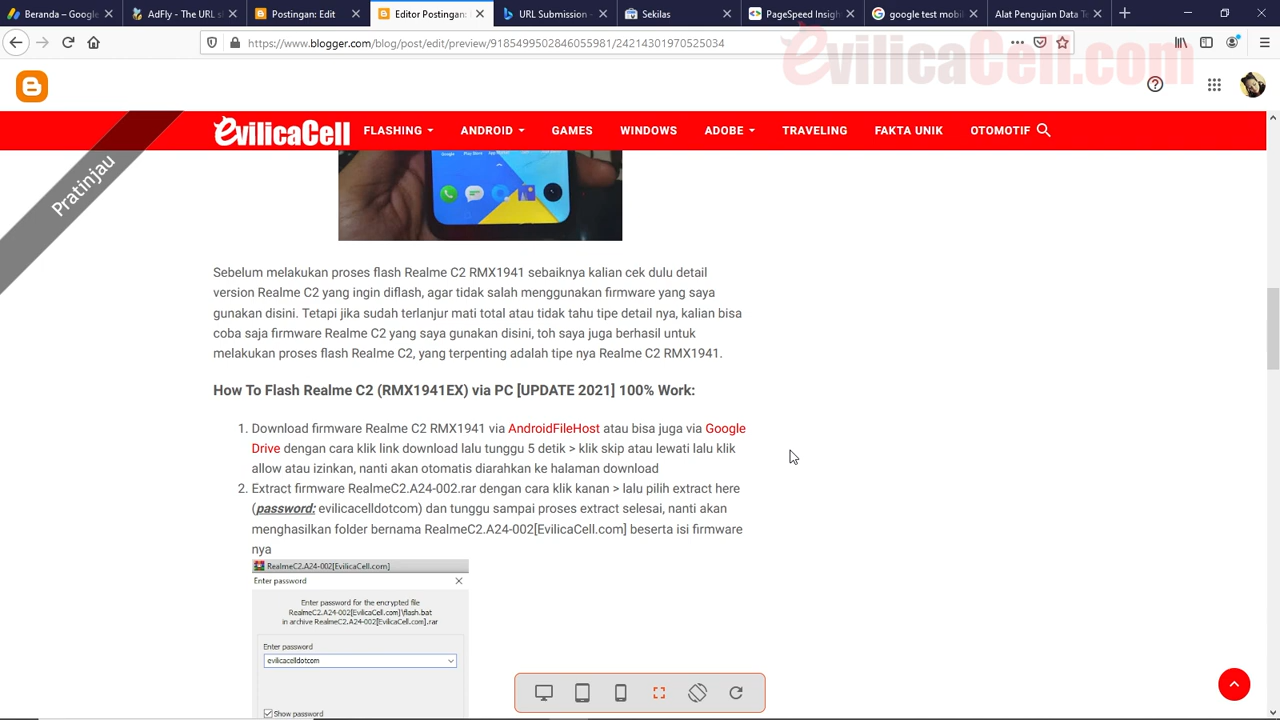 Beranda – Google
AdFly - The URL s
Postingan: Edit
Editor Postingan:
URL Submission -
Sekilas
PageSpeed Insigh
google test mobil
Alat Pengujian Data Te
https://www.blogger.com/blog/post/edit/preview/9185499502846055981/24214301970525034
evilicaCell.com
Pratinjau
evilicaCell
FLASHING
ANDROID
GAMES
WINDOWS
ADOBE
TRAVELING
FAKTA UNIK
OTOMOTIF
Sebelum melakukan proses flash Realme C2 RMX1941 sebaiknya kalian cek dulu detail
version Realme C2 yang ingin diflash, agar tidak salah menggunakan firmware yang saya
gunakan disini. Tetapi jika sudah terlanjur mati total atau tidak tahu tipe detail nya, kalian bisa
coba saja firmware Realme C2 yang saya gunakan disini, toh saya juga berhasil untuk
melakukan proses flash Realme C2, yang terpenting adalah tipe nya Realme C2 RMX1941.
How To Flash Realme C2 (RMX1941EX) via PC [UPDATE 2021] 100% Work:
1. Download firmware Realme C2 RMX1941 via AndroidFileHost atau bisa juga via Google
Drive dengan cara klik link download lalu tunggu 5 detik > klik skip atau lewati lalu klik
allow atau izinkan, nanti akan otomatis diarahkan ke halaman download
2. Extract firmware RealmeC2.A24-002.rar dengan cara klik kanan > lalu pilih extract here
(password: evilicacelldotcom) dan tunggu sampai proses extract selesai, nanti akan
menghasilkan folder bernama RealmeC2.A24-002[EvilicaCell.com] beserta isi firmware
nya
RealmeC2.A24-002[EvilicaCell.com]
Enter password
Enter password for the encrypted file
RealmeC2.A24-002[EvilicaCell.com]\flash.bat
in archive RealmeC2.A24-002[EvilicaCell.com].rar
Enter password
evilicacelldotcom
Show password